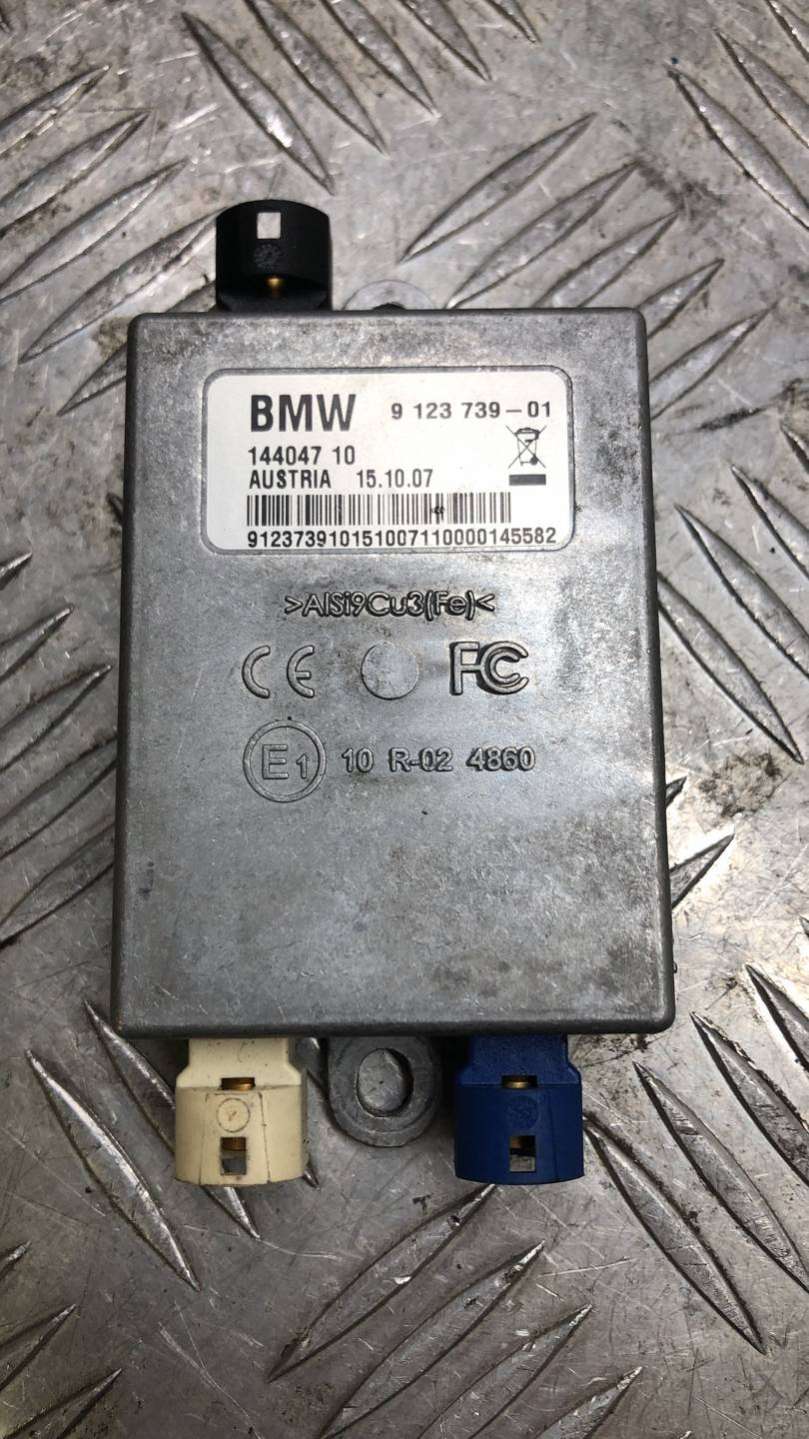 BMW 9 123 739-01
144047 10
AUSTRIA 15.10.07
912373910151007110000145582
>AlSi9Cu3(Fe)<
CE FC
E1 10 R-02 4860